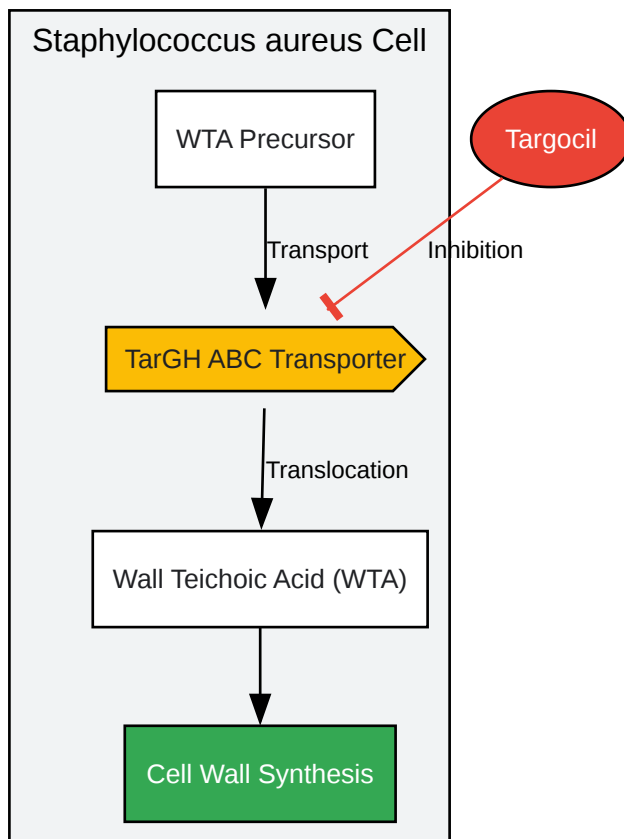 Staphylococcus aureus Cell
WTA Precursor
Targocil
Transport
Inhibition
TarGH ABC Transporter
Translocation
Wall Teichoic Acid (WTA)
Cell Wall Synthesis